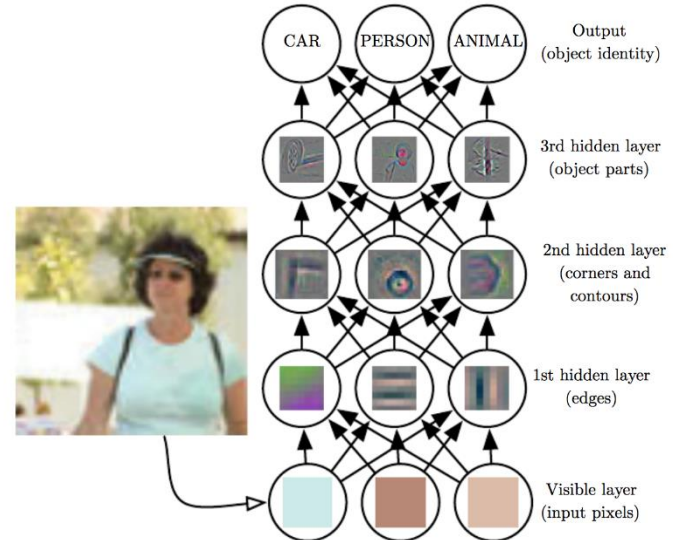 CAR PERSON ANIMAL
Output
(object identity)
3rd hidden layer
(object parts)
2nd hidden layer
(corners and
contours)
1st hidden layer
(edges)
Visible layer
(input pixels)